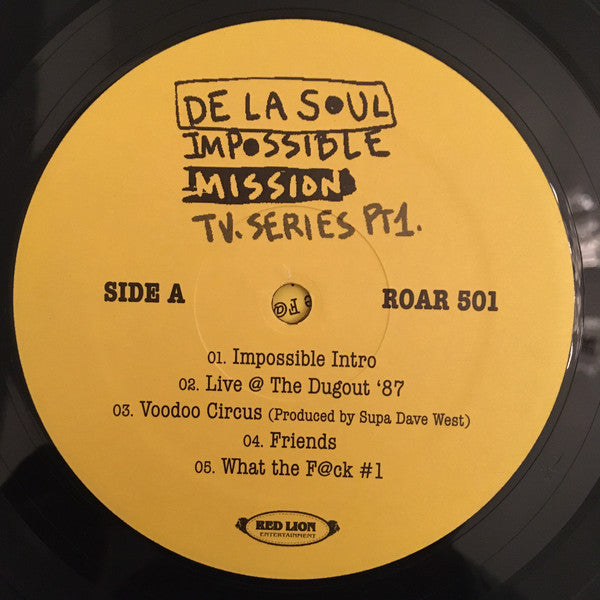 DE LA SOUL
IMPOSSIBLE
MISSION
TV. SERIES PT1.
SIDE A
ROAR 501
e F@
01. Impossible Intro
02. Live @ The Dugout ‘87
03. Voodoo Circus (Produced by Supa Dave West)
04. Friends
05. What the F@ck #1
RED LION
ENTERTAINMENT